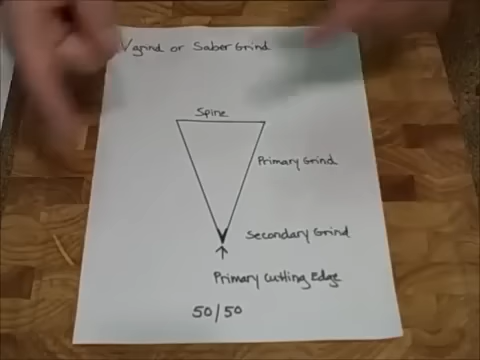 V grind or Saber Grind
Spine
Primary Grind
Secondary Grind
Primary Cutting Edge
50/50